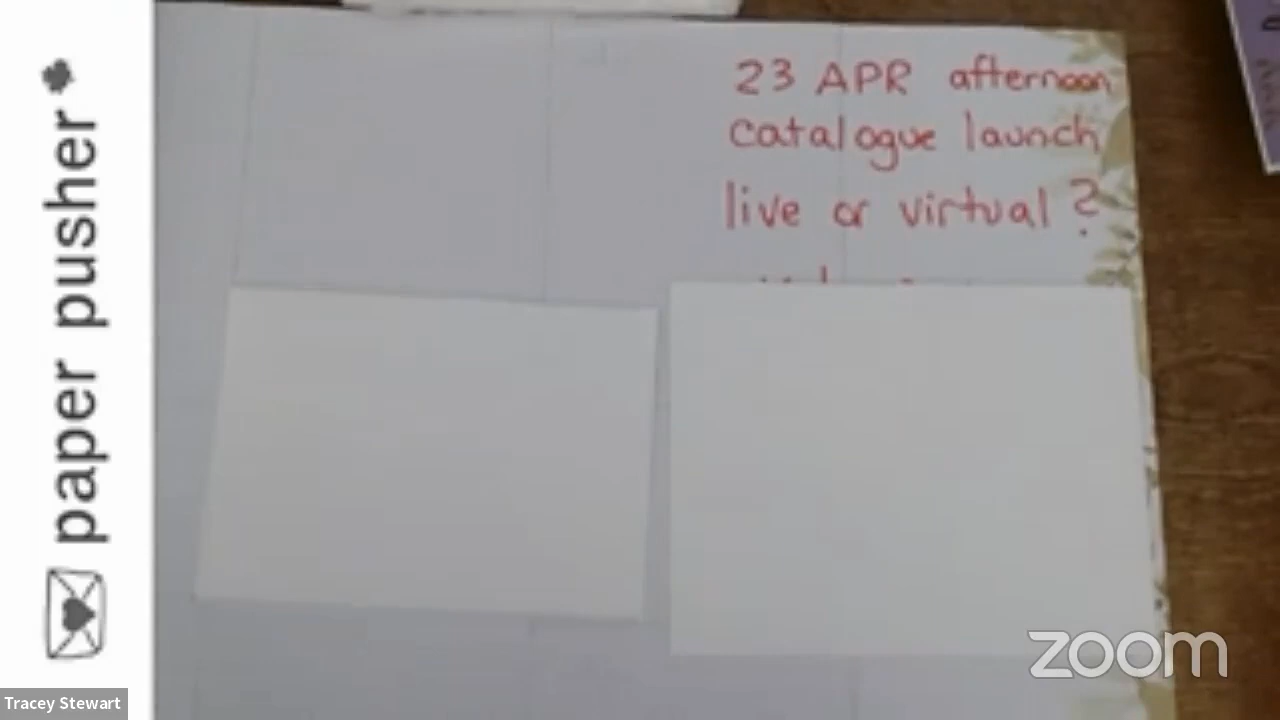 paper pusher
23 APR afternoon
catalogue launch
live or virtual ?
zoom
Tracey Stewart